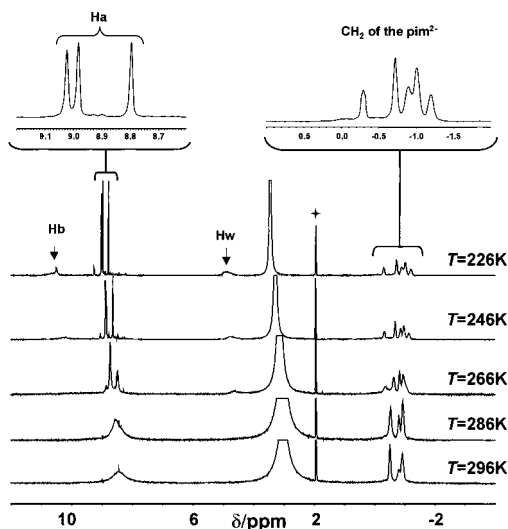 Ha
CH₂ of the pim²⁻
9.1 9.0 8.9 8.8 8.7
0.5 0.0 -0.5 -1.0 -1.5
Hb
Hw
T=226K
T=246K
T=266K
T=286K
T=296K
10 6 δ/ppm 2 -2